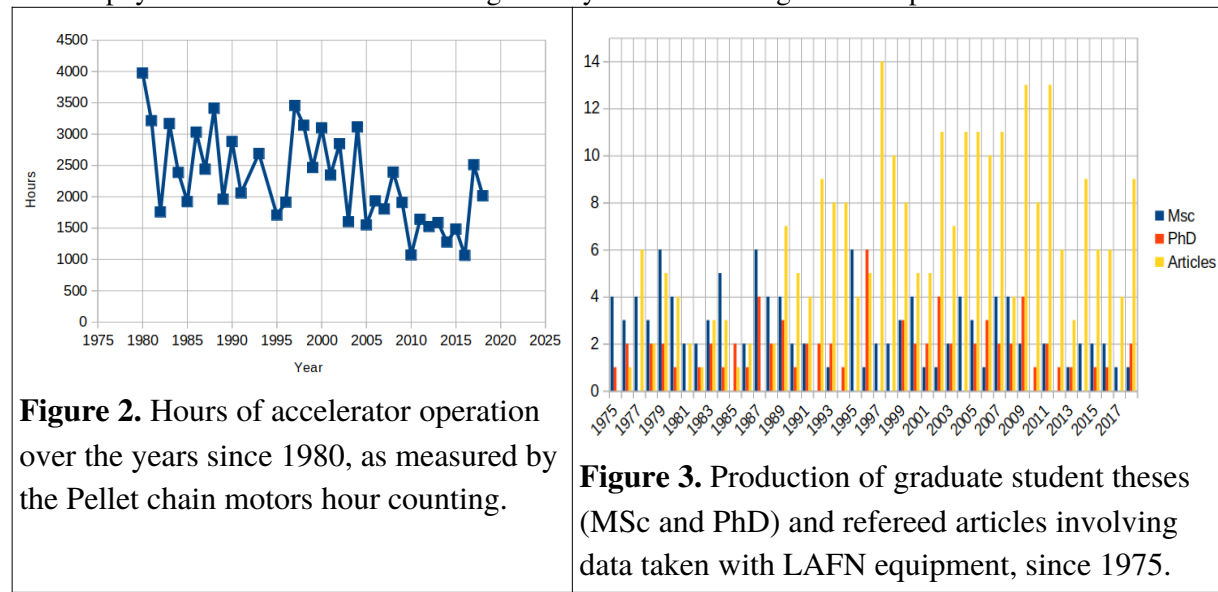 4500
4000
3500
3000
2500
2000
1500
1000
500
0
Hours
1975 1980 1985 1990 1995 2000 2005 2010 2015 2020 2025
Year
Figure 2. Hours of accelerator operation
over the years since 1980, as measured by
the Pellet chain motors hour counting.
14
12
10
8
6
4
2
0
1975 1977 1979 1981 1983 1985 1987 1989 1991 1993 1995 1997 1999 2001 2003 2005 2007 2009 2011 2013 2015 2017
Msc
PhD
Articles
Figure 3. Production of graduate student theses
(MSc and PhD) and refereed articles involving
data taken with LAFN equipment, since 1975.